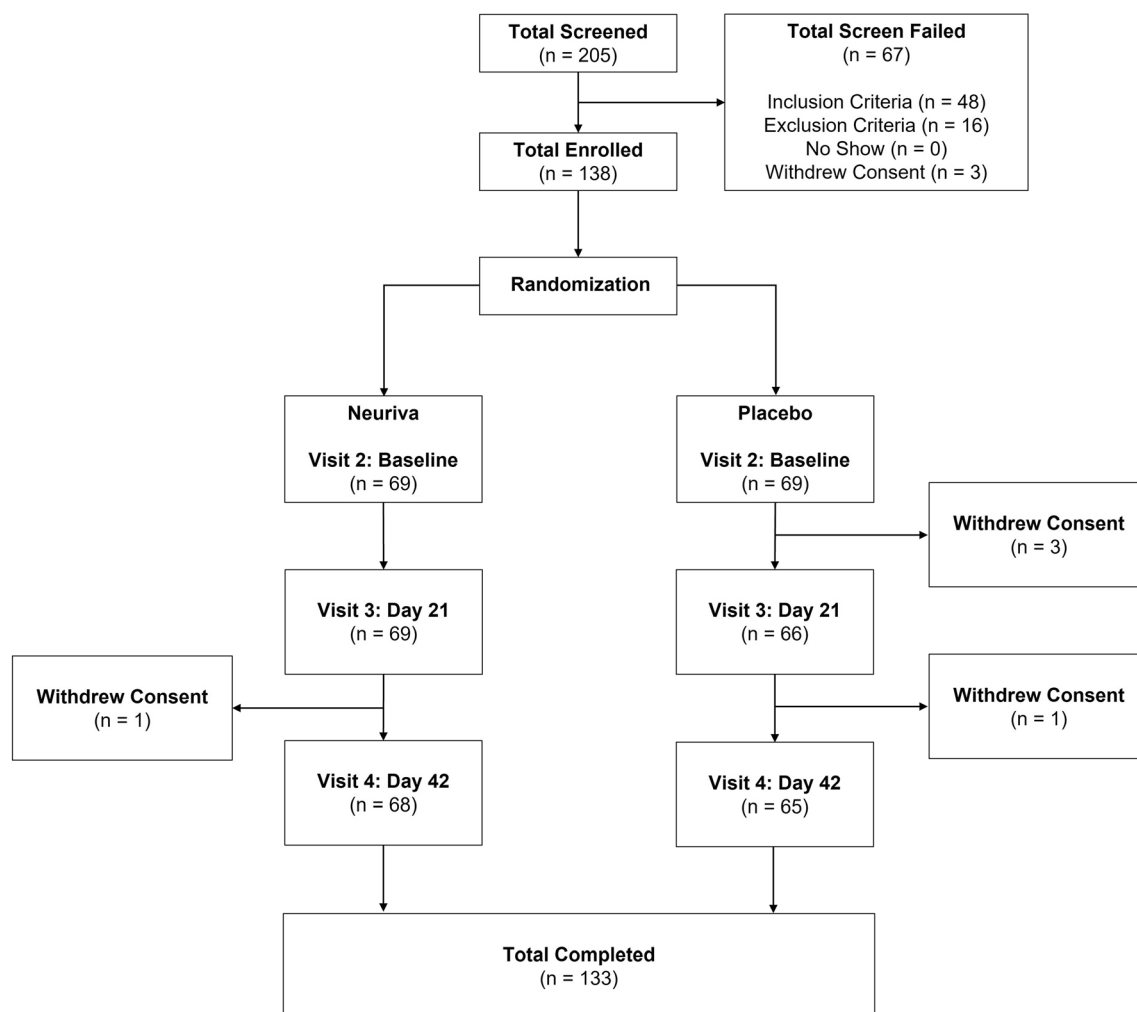 Total Screened
(n = 205)
Total Screen Failed
(n = 67)
Inclusion Criteria (n = 48)
Exclusion Criteria (n = 16)
No Show (n = 0)
Withdrew Consent (n = 3)
Total Enrolled
(n = 138)
Randomization
Neuriva
Visit 2: Baseline
(n = 69)
Placebo
Visit 2: Baseline
(n = 69)
Withdrew Consent
(n = 3)
Visit 3: Day 21
(n = 69)
Visit 3: Day 21
(n = 66)
Withdrew Consent
(n = 1)
Withdrew Consent
(n = 1)
Visit 4: Day 42
(n = 68)
Visit 4: Day 42
(n = 65)
Total Completed
(n = 133)